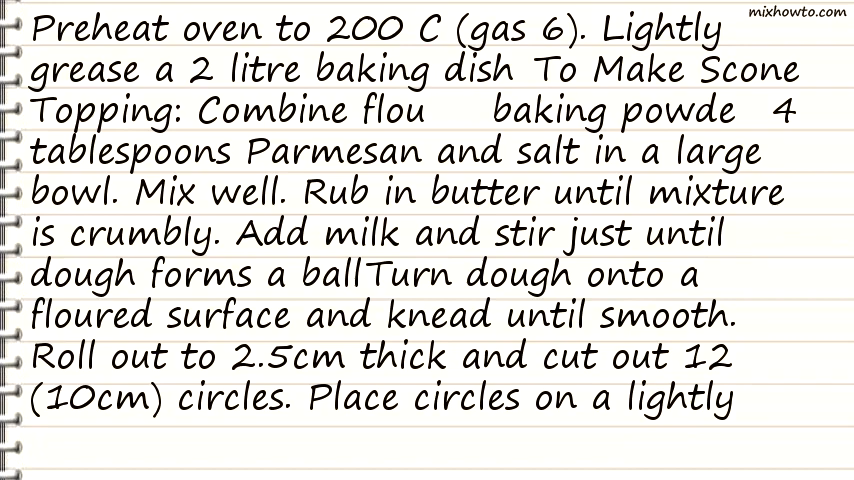 mixhowto.com
Preheat oven to 200 C (gas 6). Lightly
grease a 2 litre baking dish To Make Scone
Topping: Combine flou baking powde 4
tablespoons Parmesan and salt in a large
bowl. Mix well. Rub in butter until mixture
is crumbly. Add milk and stir just until
dough forms a ballTurn dough onto a
floured surface and knead until smooth.
Roll out to 2.5cm thick and cut out 12
(10cm) circles. Place circles on a lightly